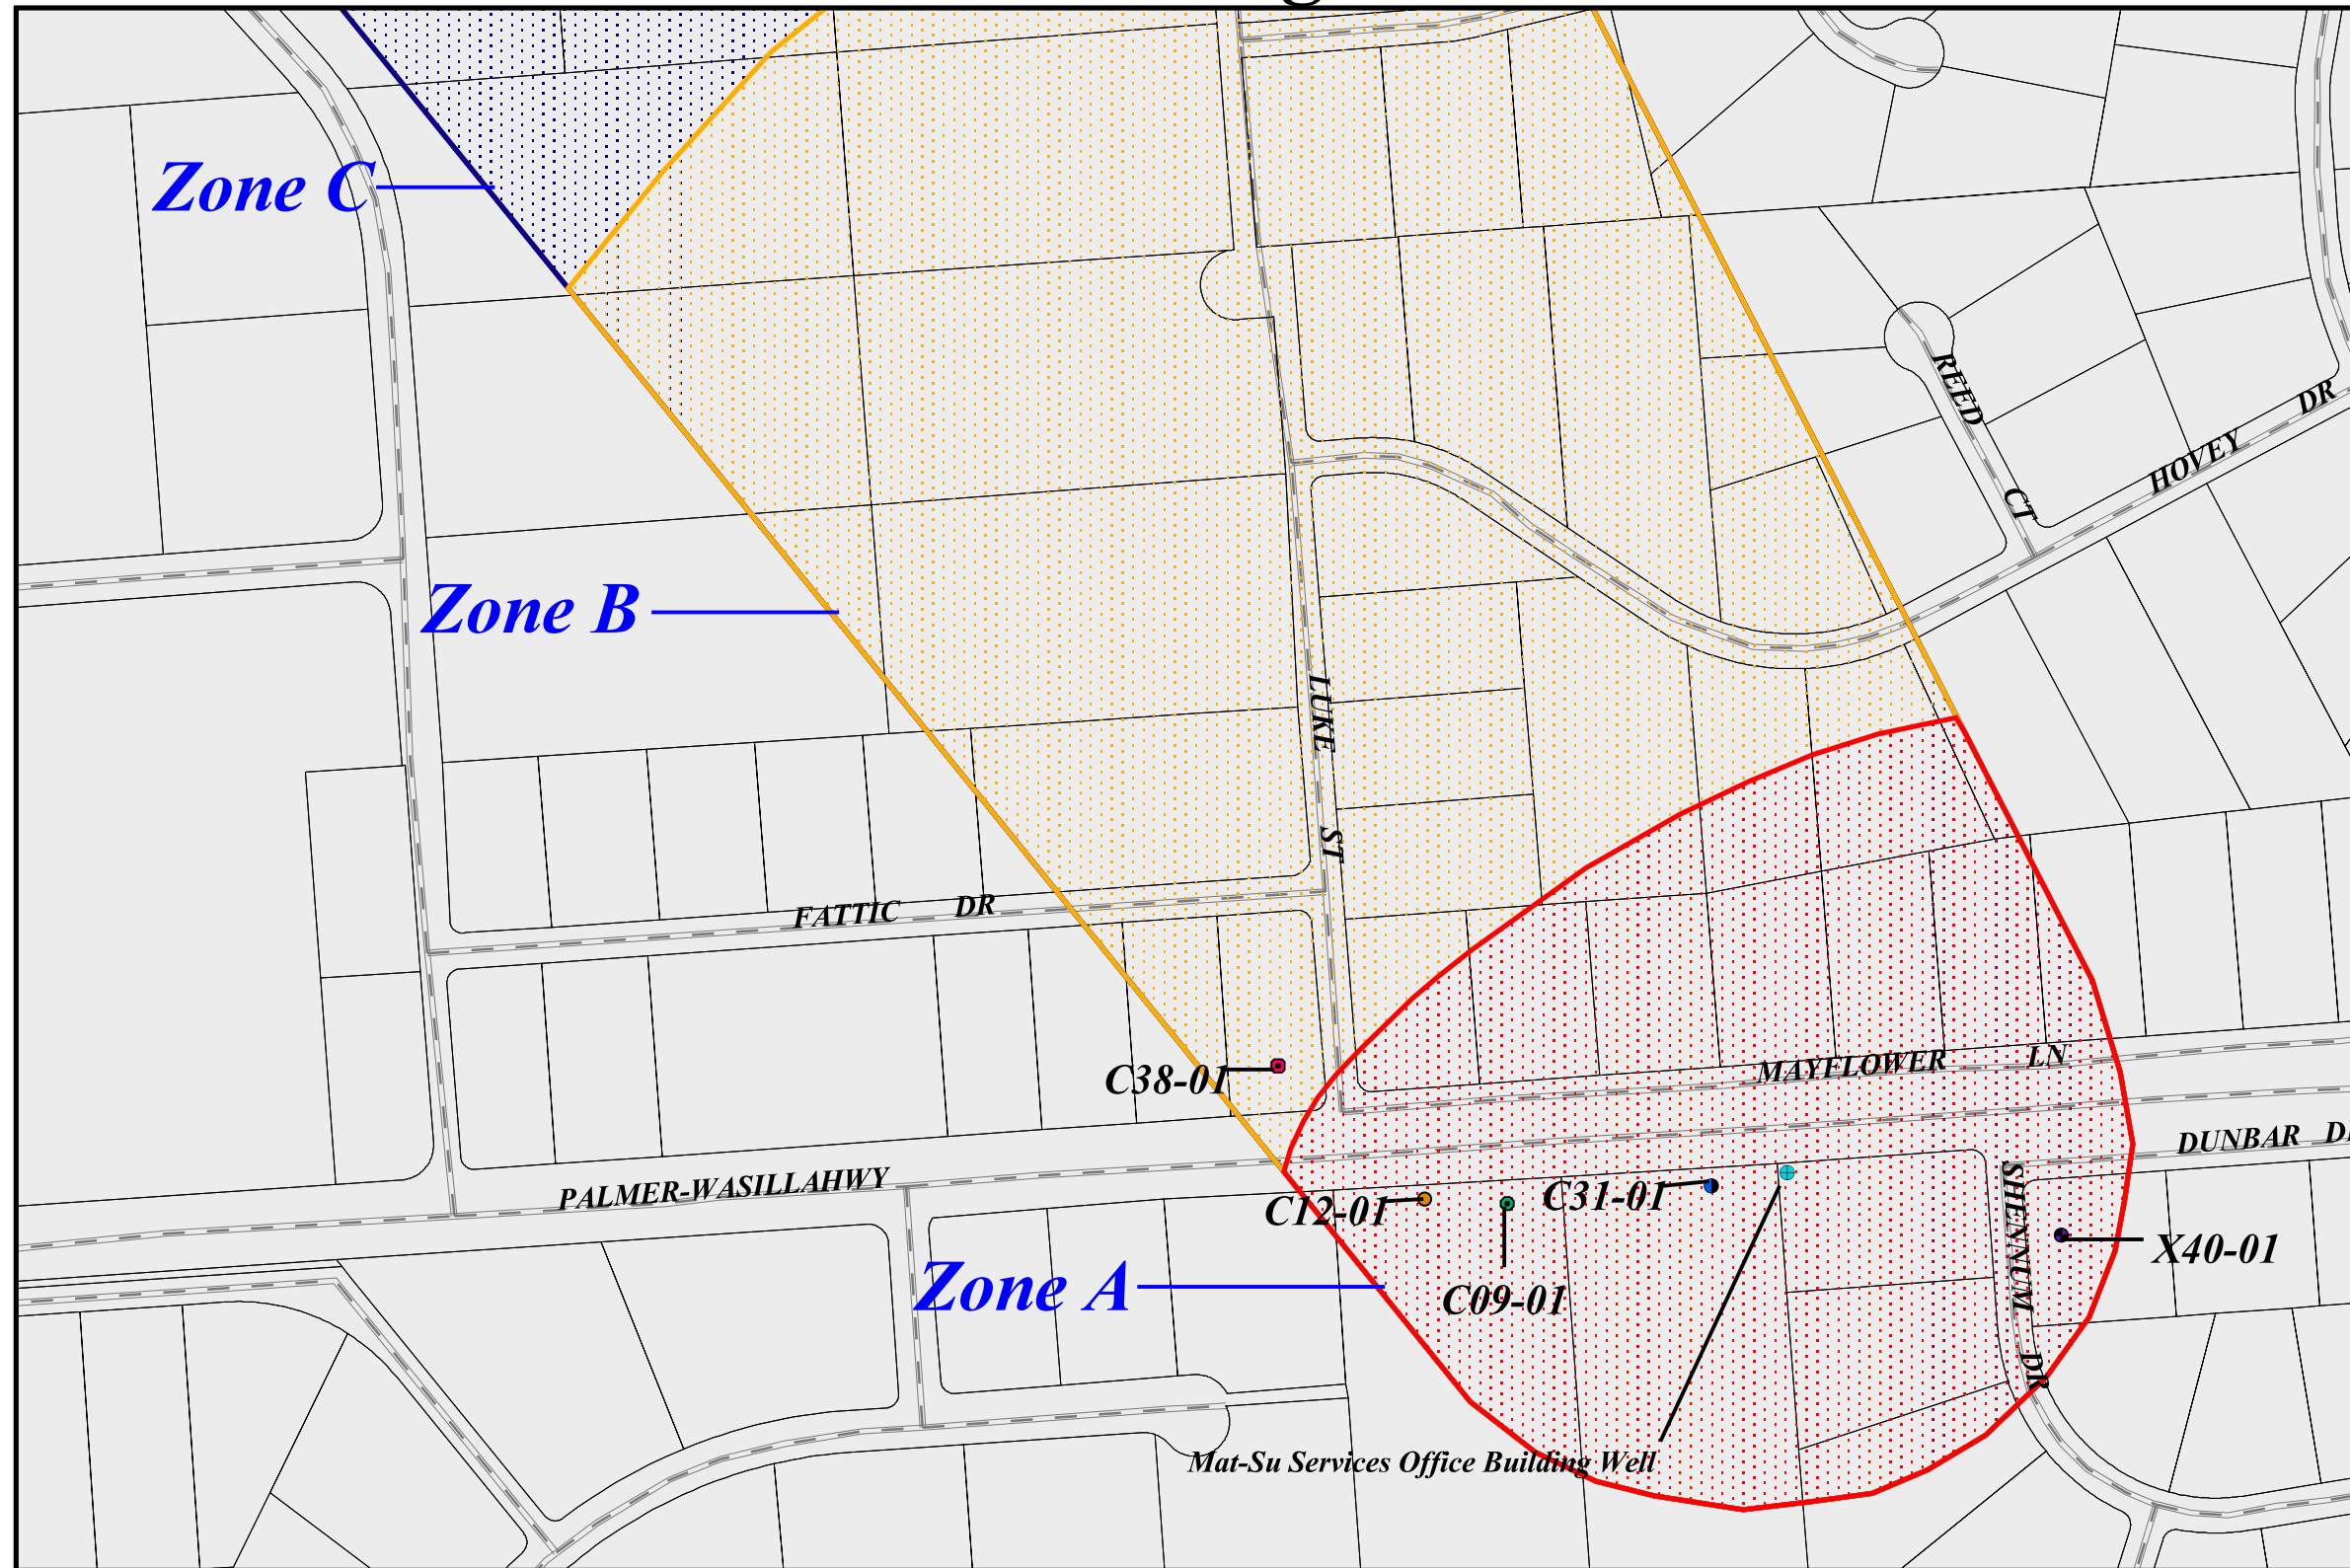 Zone C
REED CT
HOVEY DR
Zone B
LUKE ST
FATTIC DR
C38-01
MAYFLOWER LN
DUNBAR
PALMER-WASILLAHWY
C12-01
C31-01
SHENNUM DR
X40-01
Zone A
C09-01
Mat-Su Services Office Building Well